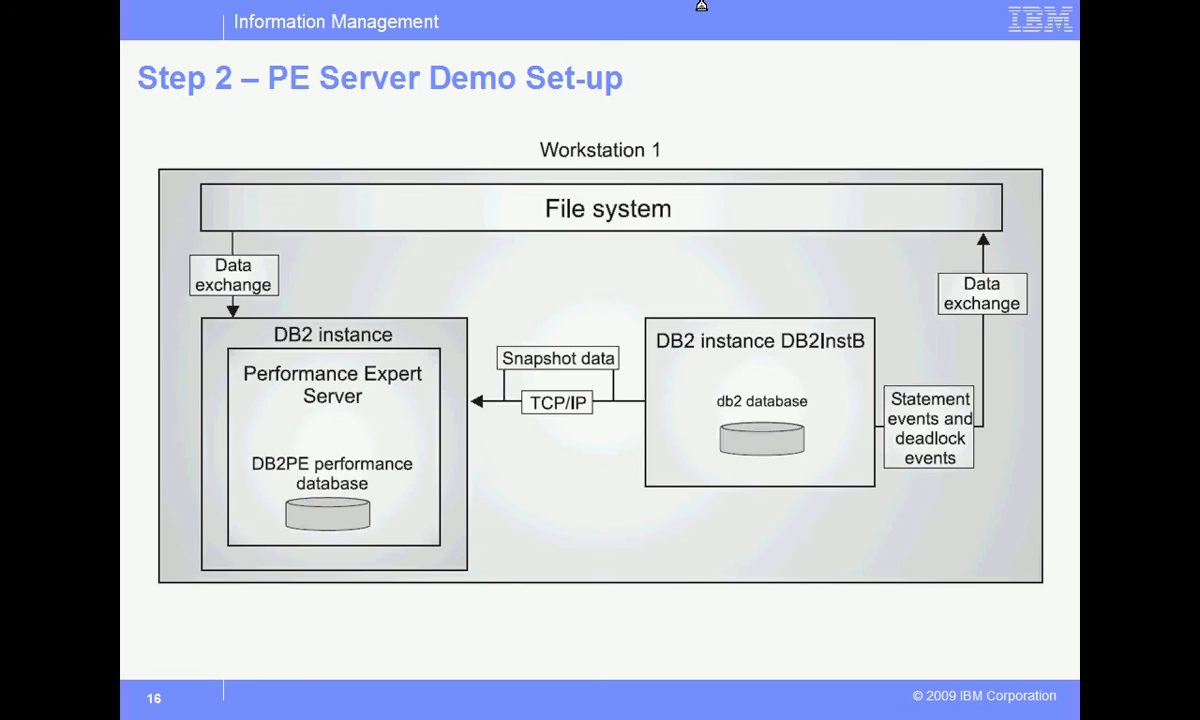 Information Management
IBM
Step 2 – PE Server Demo Set-up
Workstation 1
File system
Data
exchange
Data
exchange
DB2 instance
Performance Expert
Server
DB2PE performance
database
Snapshot data
TCP/IP
DB2 instance DB2InstB
db2 database
Statement
events and
deadlock
events
16
© 2009 IBM Corporation